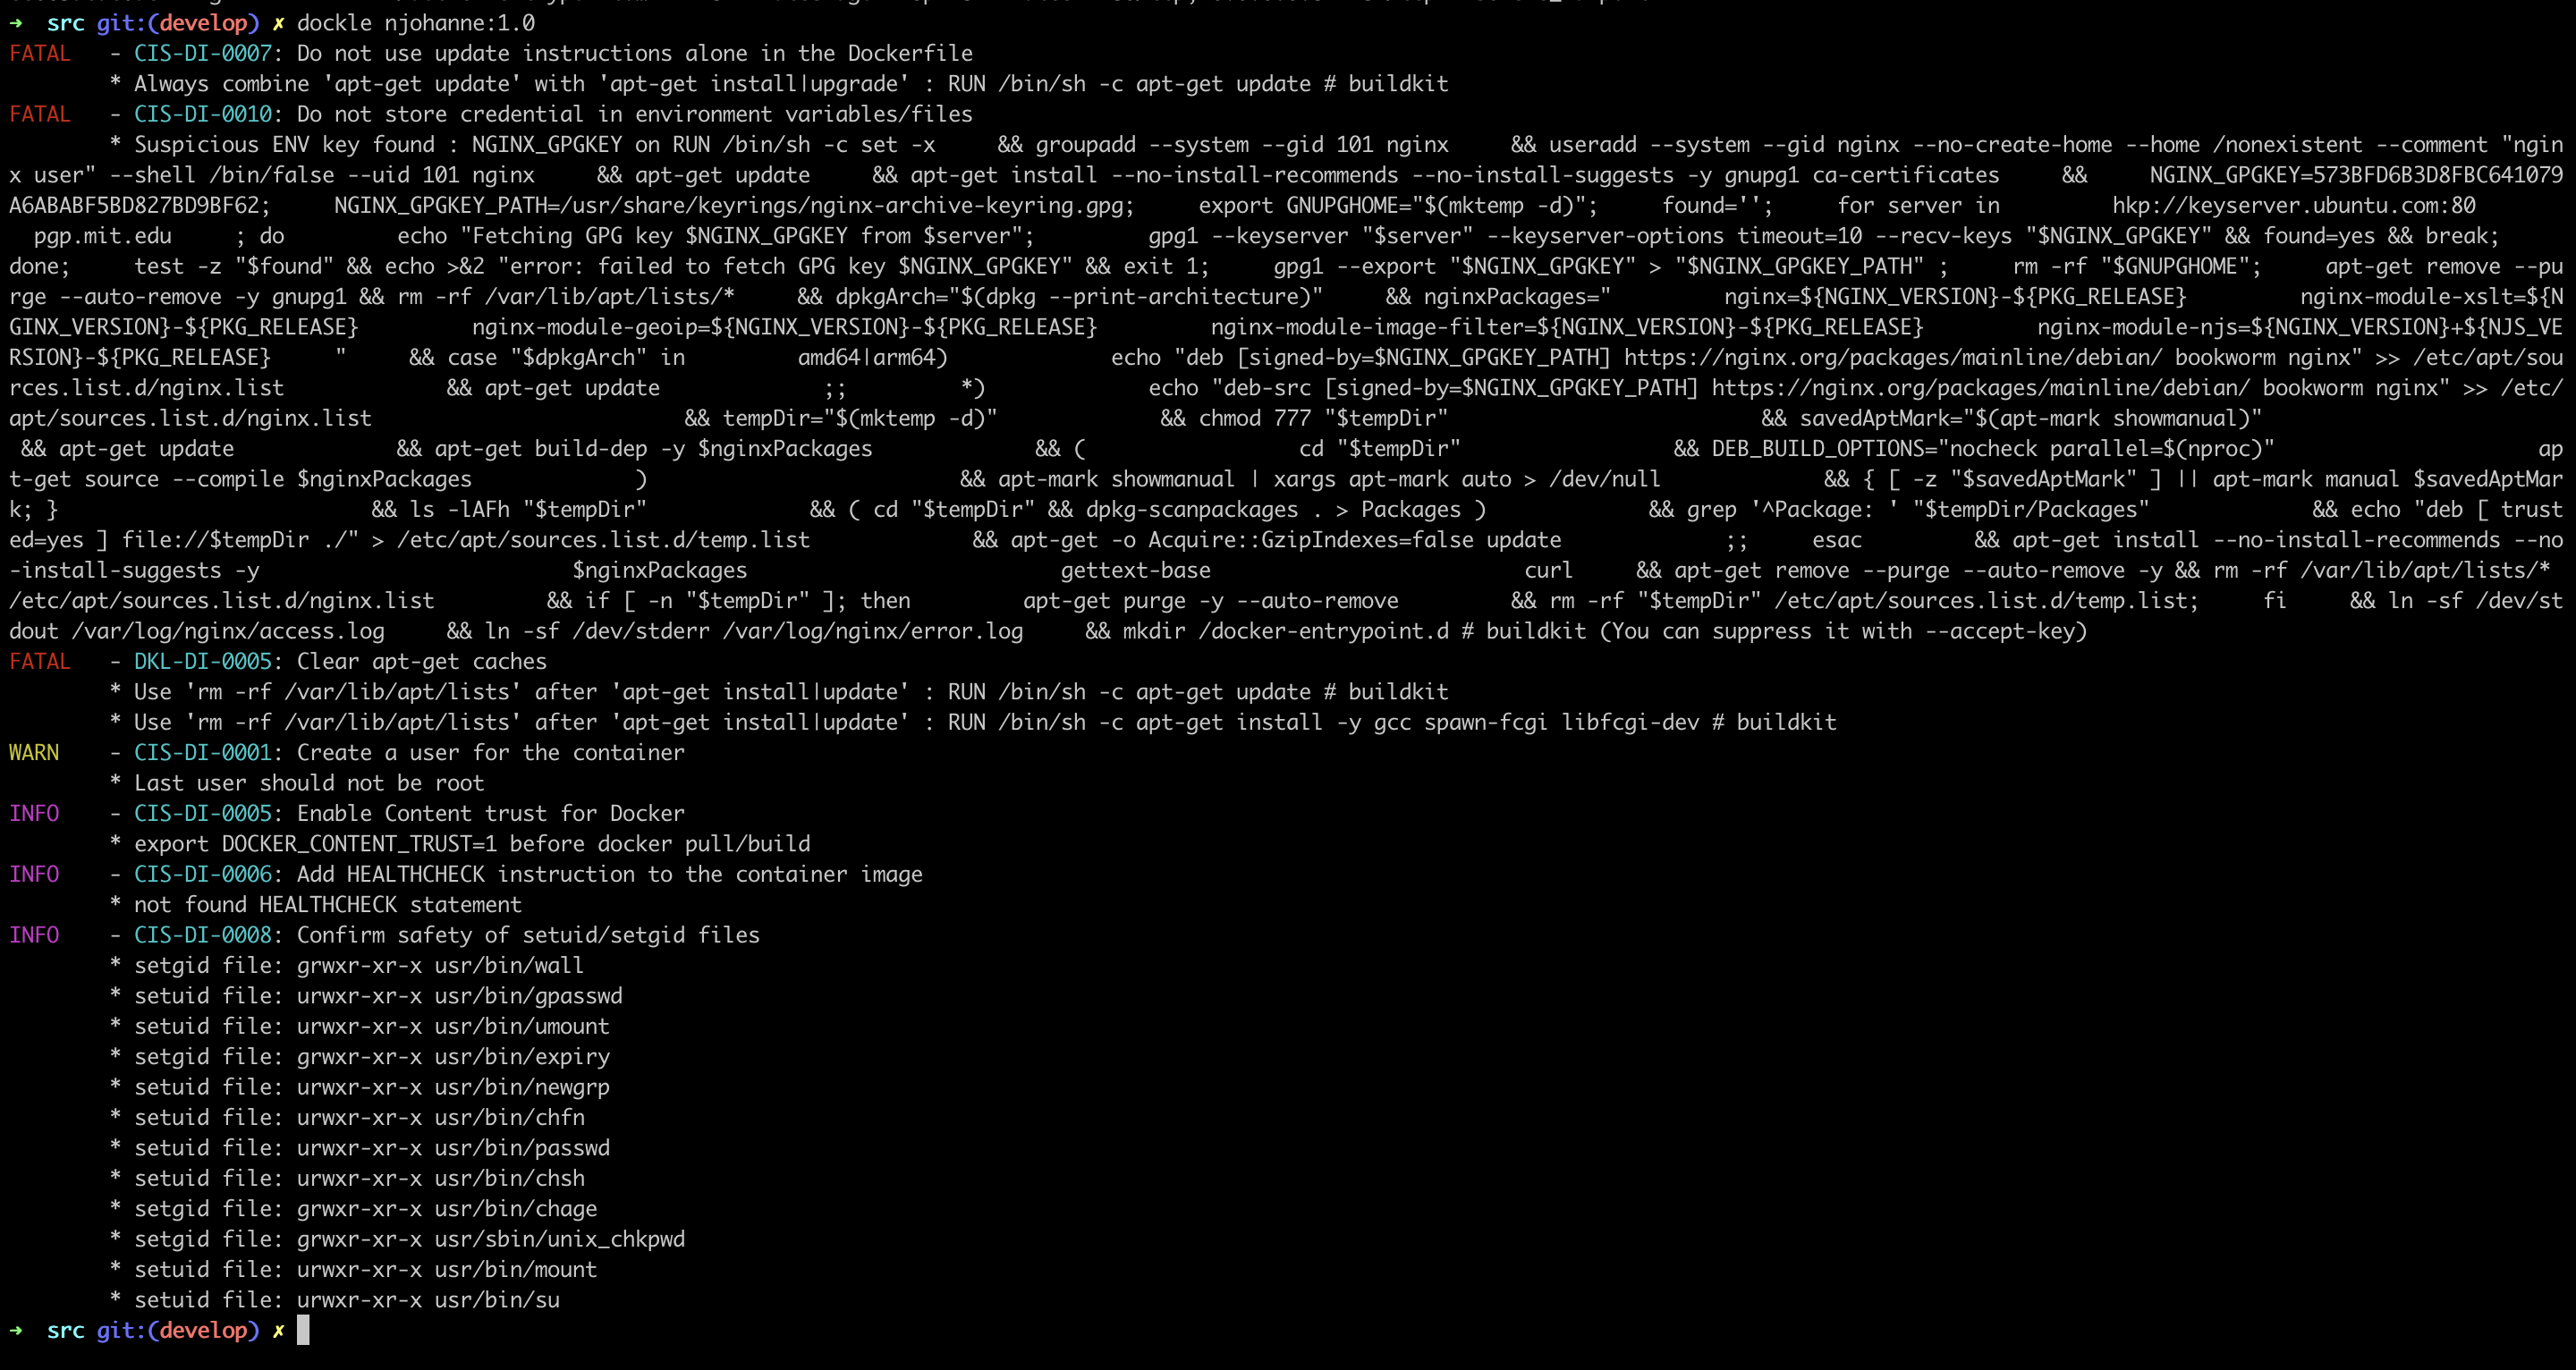 ➜  src git:(develop) ✗ dockle njohanne:1.0
FATAL   - CIS-DI-0007: Do not use update instructions alone in the Dockerfile
        * Always combine 'apt-get update' with 'apt-get install|upgrade' : RUN /bin/sh -c apt-get update # buildkit
FATAL   - CIS-DI-0010: Do not store credential in environment variables/files
        * Suspicious ENV key found : NGINX_GPGKEY on RUN /bin/sh -c set -x     && groupadd --system --gid 101 nginx     && useradd --system --gid nginx --no-create-home --home /nonexistent --comment "ngin
x user" --shell /bin/false --uid 101 nginx     && apt-get update     && apt-get install --no-install-recommends --no-install-suggests -y gnupg1 ca-certificates     &&     NGINX_GPGKEY=573BFD6B3D8FBC641079
A6ABABF5BD827BD9BF62;     NGINX_GPGKEY_PATH=/usr/share/keyrings/nginx-archive-keyring.gpg;     export GNUPGHOME="$(mktemp -d)";     found='';     for server in         hkp://keyserver.ubuntu.com:80
  pgp.mit.edu     ; do         echo "Fetching GPG key $NGINX_GPGKEY from $server";         gpg1 --keyserver "$server" --keyserver-options timeout=10 --recv-keys "$NGINX_GPGKEY" && found=yes && break;
done;     test -z "$found" && echo >&2 "error: failed to fetch GPG key $NGINX_GPGKEY" && exit 1;     gpg1 --export "$NGINX_GPGKEY" > "$NGINX_GPGKEY_PATH" ;     rm -rf "$GNUPGHOME";     apt-get remove --pu
rge --auto-remove -y gnupg1 && rm -rf /var/lib/apt/lists/*     && dpkgArch="$(dpkg --print-architecture)"     && nginxPackages="         nginx=${NGINX_VERSION}-${PKG_RELEASE}         nginx-module-xslt=${N
GINX_VERSION}-${PKG_RELEASE}         nginx-module-geoip=${NGINX_VERSION}-${PKG_RELEASE}         nginx-module-image-filter=${NGINX_VERSION}-${PKG_RELEASE}         nginx-module-njs=${NGINX_VERSION}+${NJS_VE
RSION}-${PKG_RELEASE}     "     && case "$dpkgArch" in         amd64|arm64)             echo "deb [signed-by=$NGINX_GPGKEY_PATH] https://nginx.org/packages/mainline/debian/ bookworm nginx" >> /etc/apt/sou
rces.list.d/nginx.list             && apt-get update             ;;         *)             echo "deb-src [signed-by=$NGINX_GPGKEY_PATH] https://nginx.org/packages/mainline/debian/ bookworm nginx" >> /etc/
apt/sources.list.d/nginx.list                         && tempDir="$(mktemp -d)"             && chmod 777 "$tempDir"                         && savedAptMark="$(apt-mark showmanual)"
 && apt-get update             && apt-get build-dep -y $nginxPackages             && (                 cd "$tempDir"                 && DEB_BUILD_OPTIONS="nocheck parallel=$(nproc)"                     ap
t-get source --compile $nginxPackages             )                         && apt-mark showmanual | xargs apt-mark auto > /dev/null             && { [ -z "$savedAptMark" ] || apt-mark manual $savedAptMar
k; }                         && ls -lAFh "$tempDir"             && ( cd "$tempDir" && dpkg-scanpackages . > Packages )             && grep '^Package: ' "$tempDir/Packages"             && echo "deb [ trust
ed=yes ] file://$tempDir ./" > /etc/apt/sources.list.d/temp.list             && apt-get -o Acquire::GzipIndexes=false update             ;;     esac         && apt-get install --no-install-recommends --no
-install-suggests -y                         $nginxPackages                         gettext-base                         curl     && apt-get remove --purge --auto-remove -y && rm -rf /var/lib/apt/lists/*
/etc/apt/sources.list.d/nginx.list         && if [ -n "$tempDir" ]; then         apt-get purge -y --auto-remove         && rm -rf "$tempDir" /etc/apt/sources.list.d/temp.list;     fi     && ln -sf /dev/st
dout /var/log/nginx/access.log     && ln -sf /dev/stderr /var/log/nginx/error.log     && mkdir /docker-entrypoint.d # buildkit (You can suppress it with --accept-key)
FATAL   - DKL-DI-0005: Clear apt-get caches
        * Use 'rm -rf /var/lib/apt/lists' after 'apt-get install|update' : RUN /bin/sh -c apt-get update # buildkit
        * Use 'rm -rf /var/lib/apt/lists' after 'apt-get install|update' : RUN /bin/sh -c apt-get install -y gcc spawn-fcgi libfcgi-dev # buildkit
WARN    - CIS-DI-0001: Create a user for the container
        * Last user should not be root
INFO    - CIS-DI-0005: Enable Content trust for Docker
        * export DOCKER_CONTENT_TRUST=1 before docker pull/build
INFO    - CIS-DI-0006: Add HEALTHCHECK instruction to the container image
        * not found HEALTHCHECK statement
INFO    - CIS-DI-0008: Confirm safety of setuid/setgid files
        * setgid file: grwxr-xr-x usr/bin/wall
        * setuid file: urwxr-xr-x usr/bin/gpasswd
        * setuid file: urwxr-xr-x usr/bin/umount
        * setgid file: grwxr-xr-x usr/bin/expiry
        * setuid file: urwxr-xr-x usr/bin/newgrp
        * setuid file: urwxr-xr-x usr/bin/chfn
        * setuid file: urwxr-xr-x usr/bin/passwd
        * setuid file: urwxr-xr-x usr/bin/chsh
        * setgid file: grwxr-xr-x usr/bin/chage
        * setgid file: grwxr-xr-x usr/sbin/unix_chkpwd
        * setuid file: urwxr-xr-x usr/bin/mount
        * setuid file: urwxr-xr-x usr/bin/su
➜  src git:(develop) ✗